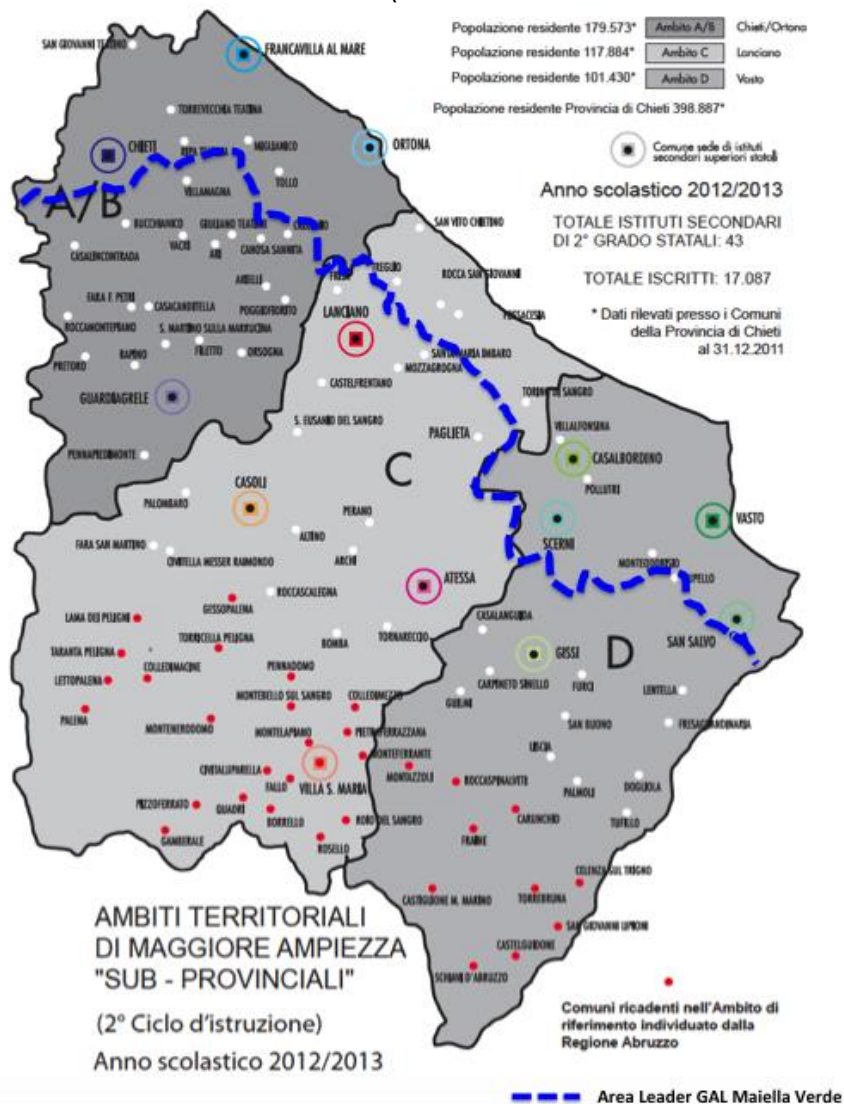 Popolazione residente 179.573* Ambito A/B Chieti/Ortona
Popolazione residente 117.884* Ambito C Lanciano
Popolazione residente 101.430* Ambito D Vasto
Popolazione residente Provincia di Chieti 398.887*
Comune sede di istituti
secondari superiori statali
Anno scolastico 2012/2013
TOTALE ISTITUTI SECONDARI
DI 2° GRADO STATALI: 43
TOTALE ISCRITTI: 17.087
* Dati rilevati presso i Comuni
della Provincia di Chieti
al 31.12.2011
FRANCAVILLA AL MARE
TORREVECCHIA TEATINA
CHIETI
MIGLIANICO
ORTONA
TOLLO
VILLAMAGNA
A/B
BUCCHIANICO
GIULIANO TEATINO
SAN VITO CHIETINO
VACRI
ARI
CANOSA SANNITA
CASALINCONTRADA
TREGLIO
ROCCA SAN GIOVANNI
ARIELLI
FARA F. PETRI
CASACANDITELLA
POGGIOFIORITO
LANCIANO
ROCCAMONTEPIANO
S. MARTINO SULLA MARRUCINA
FILETTO
ORSOGNA
PRETORO
RAPINO
SANTA MARIA IMBARO
MOZZAGROGNA
CASTELFRENTANO
GUARDIAGRELE
TORINO DI SANGRO
S. EUSANIO DEL SANGRO
PAGLIETA
VILLALFONSINA
PENNAPIEDIMONTE
CASALBORDINO
C
CASOLI
POLLUTRI
PALOMBARO
PERANO
VASTO
ALTINO
SCERNI
FARA SAN MARTINO
CIVITELLA MESSER RAIMONDO
ARCHI
MONTEODORISIO
ATESSA
ROCCASCALEGNA
GESSOPALENA
LAMA DEI PELIGNI
CASALANGUIDA
SAN SALVO
TORRICELLA PELIGNA
BOMBA
TORNARECCIO
TARANTA PELIGNA
GISSI
D
COLLEDIMACINE
PENNADOMO
LETTOPALENA
CARPINETO SINELLO
FURCI
MONTEBELLO SUL SANGRO
COLLEDIMEZZO
GUILMI
LENTELLA
PALENA
MONTENERODOMO
SAN BUONO
FRESAGRANDINARIA
MONTELAPIANO
PIETRAFERRAZZANA
LISCIA
MONTEFERRANTE
CIVITALUPARELLA
VILLA S. MARIA
MONTAZZOLI
ROCCASPINALVETI
FALLO
PALMOLI
DOGLIOLA
PIZZOFERRATO
QUADRI
BORRELLO
ROIO DEL SANGRO
CARUNCHIO
TUFILLO
GAMBERALE
ROSELLO
FRAINE
CELENZA SUL TRIGNO
CASTIGLIONE M. MARINO
TORREBRUNA
SAN GIOVANNI LIPIONI
CASTELGUIDONE
SCHIAVI D'ABRUZZO
AMBITI TERRITORIALI
DI MAGGIORE AMPIEZZA
"SUB - PROVINCIALI"
(2° Ciclo d'istruzione)
Anno scolastico 2012/2013
Comuni ricadenti nell'Ambito di
riferimento individuato dalla
Regione Abruzzo
Area Leader GAL Maiella Verde